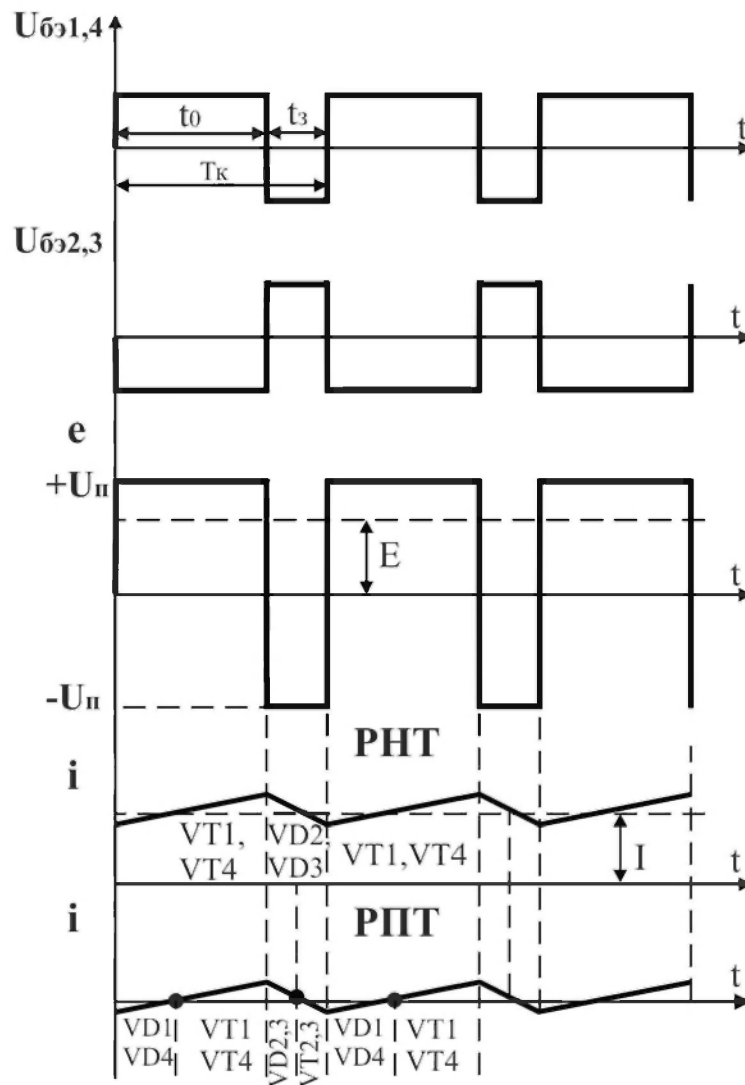 Uбэ1,4
t0
tз
t
Tк
Uбэ2,3
t
e
+Uп
E
t
-Uп
РНТ
i
VT1, VD2,
VT4 VD3 VT1,VT4
I
t
i
РПТ
t
VD1 VT1 VD2,3 VT2,3 VD1 VT1
VD4 VT4 VD4 VT4